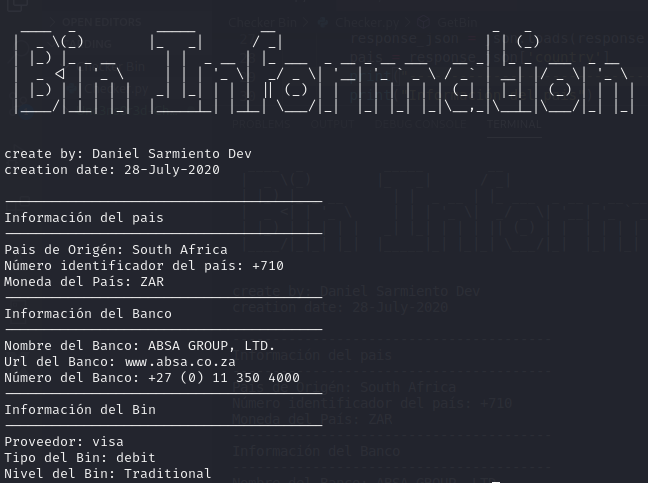 Bin Information
create by: Daniel Sarmiento Dev
creation date: 28-July-2020
Información del pais
Pais de Origén: South Africa
Número identificador del país: +710
Moneda del País: ZAR
Información del Banco
Nombre del Banco: ABSA GROUP, LTD.
Url del Banco: www.absa.co.za
Número del Banco: +27 (0) 11 350 4000
Información del Bin
Proveedor: visa
Tipo del Bin: debit
Nivel del Bin: Traditional